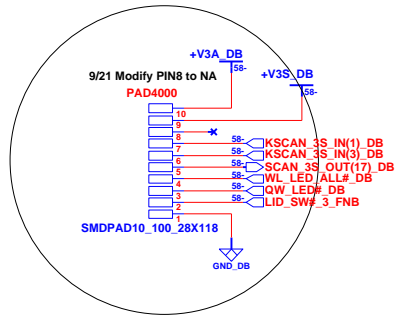 +V3A_DB
58-
+V3S_DB
58-
9/21 Modify PIN8 to NA
PAD4000
10
9
8
7
58-
KSCAN_3S_IN(1)_DB
6
58-
KSCAN_3S_IN(3)_DB
5
58-
SCAN_3S_OUT(17)_DB
4
58-
WL_LED_ALL#_DB
3
58-
QW_LED#_DB
2
58-
LID_SW#_3_FNB
1
SMDPAD10_100_28X118
GND_DB